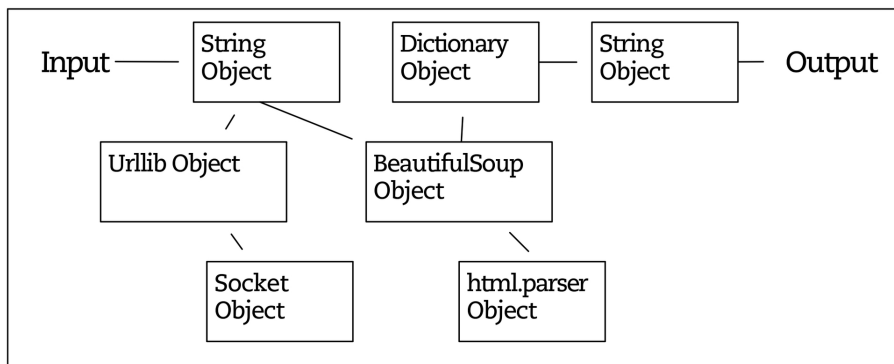 Input
String
Object
Dictionary
Object
String
Object
Output
Urllib Object
BeautifulSoup
Object
Socket
Object
html.parser
Object